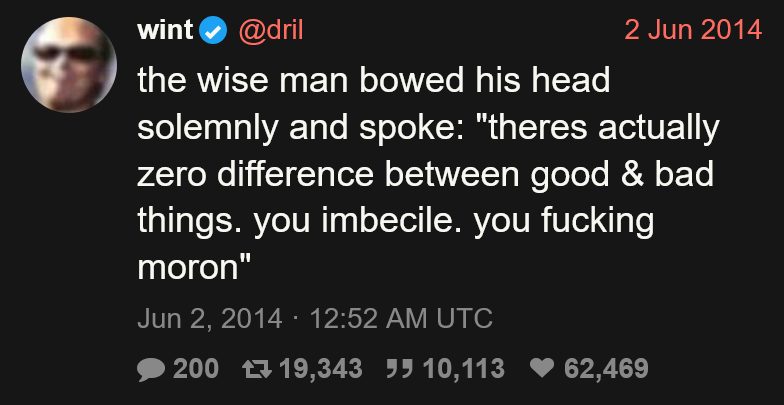 wint @dril 2 Jun 2014
the wise man bowed his head
solemnly and spoke: "theres actually
zero difference between good & bad
things. you imbecile. you fucking
moron"
Jun 2, 2014 · 12:52 AM UTC
200 19,343 10,113 62,469